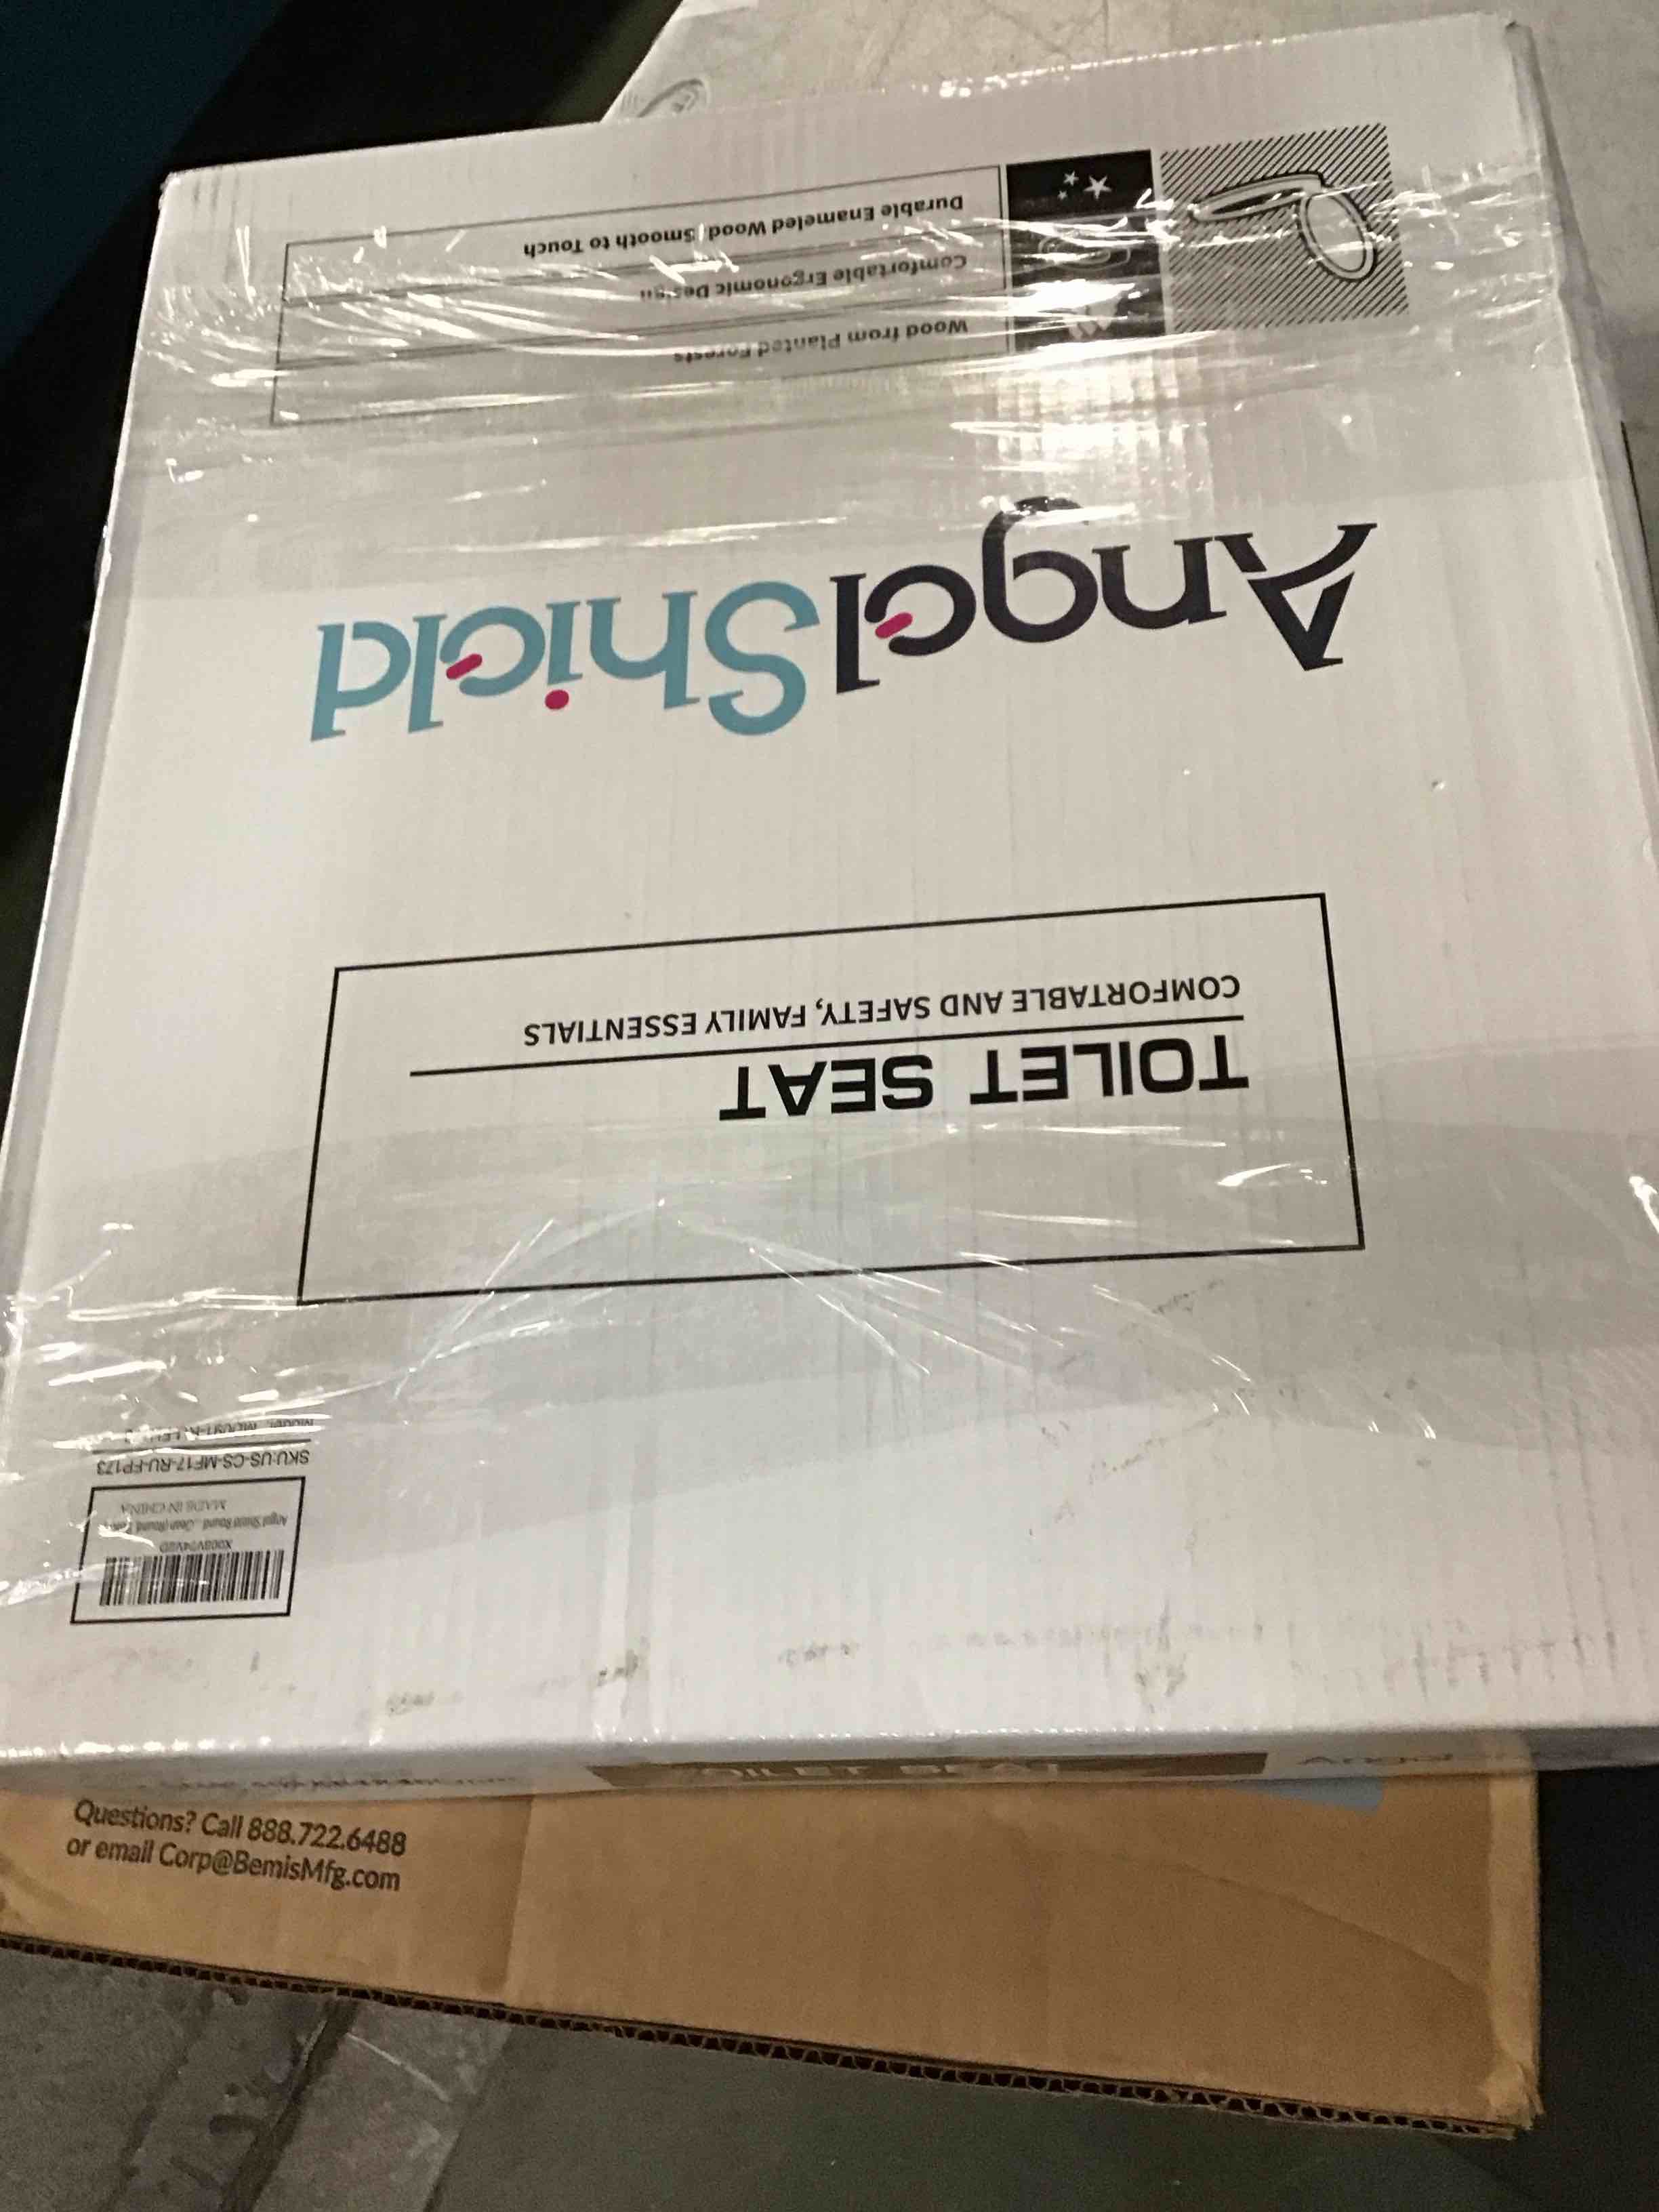 MADE IN CHINA
SKU:US-CS-MF17-RU-FP173
TOILET SEAT
COMFORTABLE AND SAFETY, FAMILY ESSENTIALS
AngelShield
Wood from Planted Forests
Comfortable Ergonomic Design
Durable Enameled Wood, Smooth to Touch
TOILET SEAT
Questions? Call 888.722.6488
or email Corp@BemisMfg.com